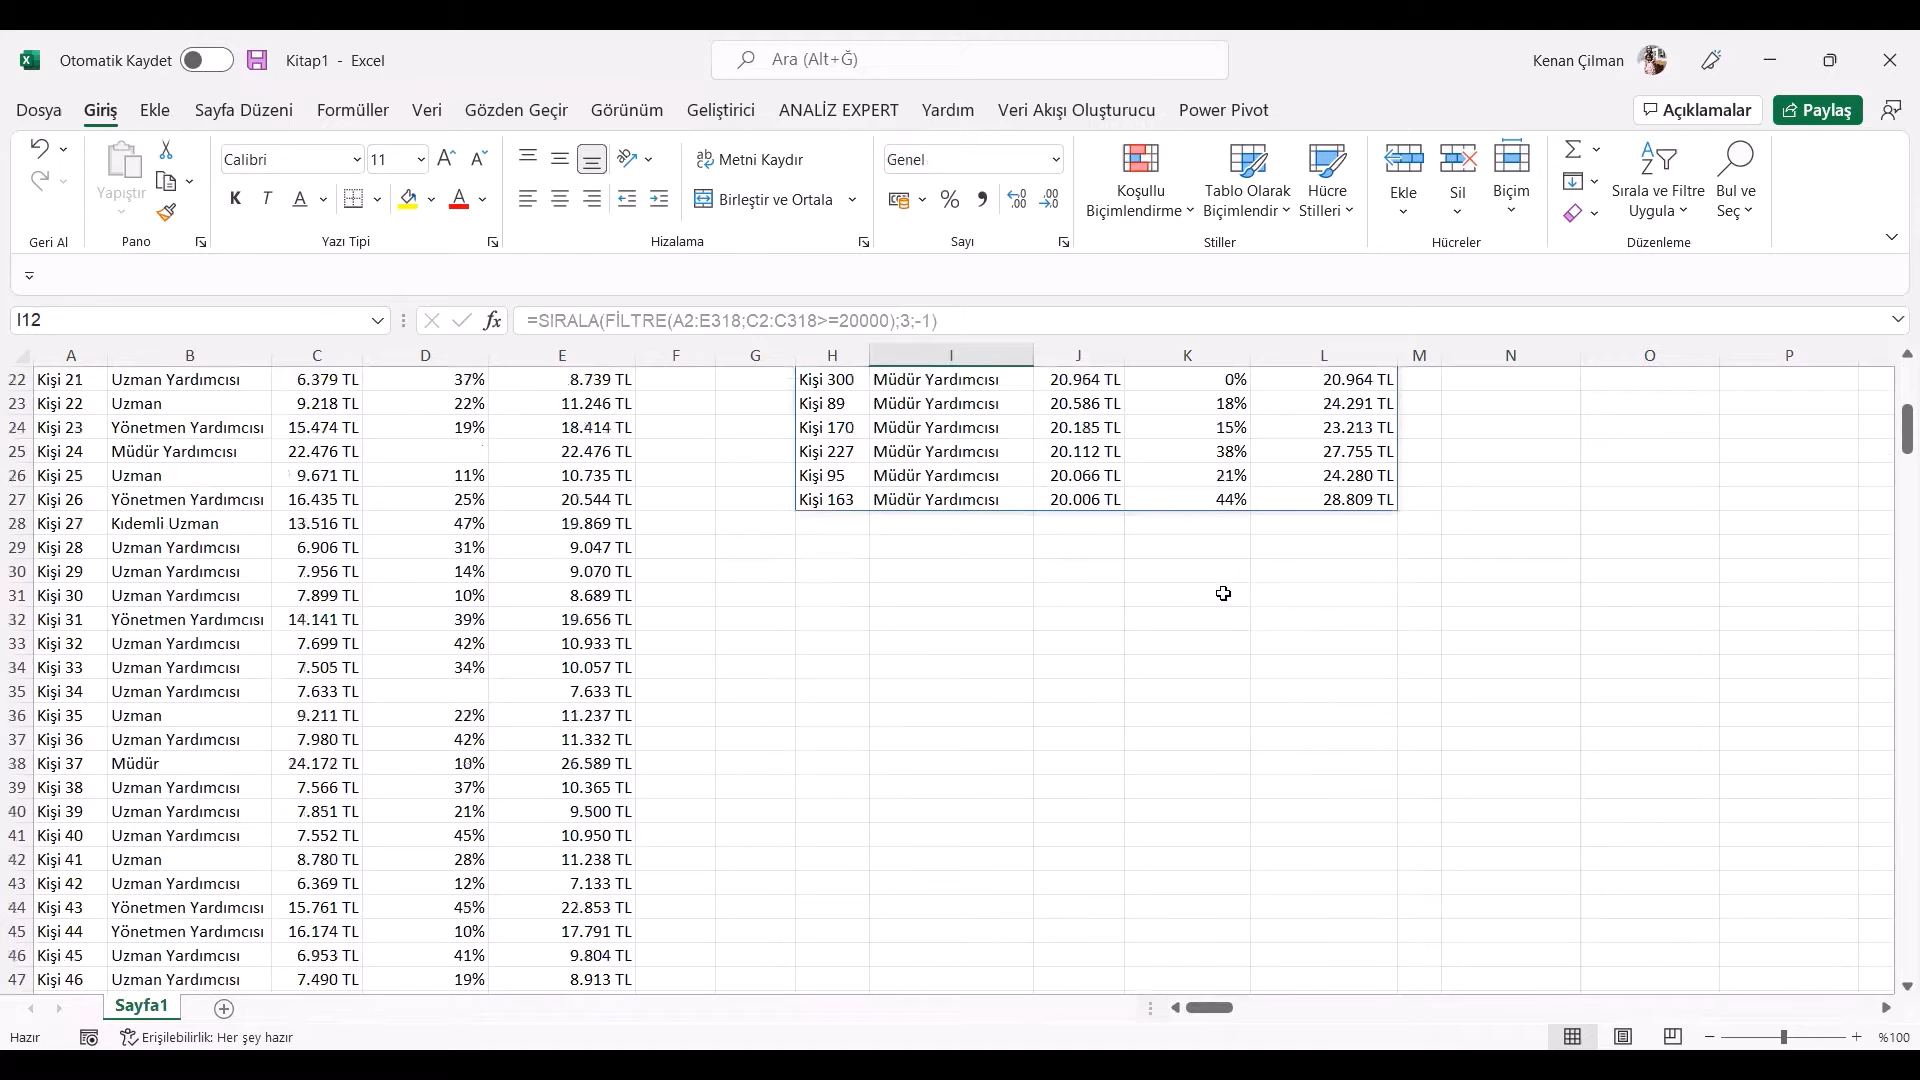 Otomatik Kaydet Kitap1 - Excel Ara (Alt+Ğ) Kenan Çilman
Dosya Giriş Ekle Sayfa Düzeni Formüller Veri Gözden Geçir Görünüm Geliştirici ANALİZ EXPERT Yardım Veri Akışı Oluşturucu Power Pivot Açıklamalar Paylaş
Geri Al
Yapıştır
Pano
Calibri 11
K T A A
Yazı Tipi
ab Metni Kaydır
Birleştir ve Ortala
Hizalama
Genel
% 9 ,00 ,00
Sayı
Koşullu Biçimlendirme
Tablo Olarak Biçimlendir
Hücre Stilleri
Stiller
Ekle Sil Biçim
Hücreler
Sırala ve Filtre Uygula
Bul ve Seç
Düzenleme
I12 fx =SIRALA(FİLTRE(A2:E318;C2:C318>=20000);3;-1)
A B C D E F G H I J K L M N O P
22 Kişi 21 Uzman Yardımcısı 6.379 TL 37% 8.739 TL Kişi 300 Müdür Yardımcısı 20.964 TL 0% 20.964 TL
23 Kişi 22 Uzman 9.218 TL 22% 11.246 TL Kişi 89 Müdür Yardımcısı 20.586 TL 18% 24.291 TL
24 Kişi 23 Yönetmen Yardımcısı 15.474 TL 19% 18.414 TL Kişi 170 Müdür Yardımcısı 20.185 TL 15% 23.213 TL
25 Kişi 24 Müdür Yardımcısı 22.476 TL 22.476 TL Kişi 227 Müdür Yardımcısı 20.112 TL 38% 27.755 TL
26 Kişi 25 Uzman 9.671 TL 11% 10.735 TL Kişi 95 Müdür Yardımcısı 20.066 TL 21% 24.280 TL
27 Kişi 26 Yönetmen Yardımcısı 16.435 TL 25% 20.544 TL Kişi 163 Müdür Yardımcısı 20.006 TL 44% 28.809 TL
28 Kişi 27 Kıdemli Uzman 13.516 TL 47% 19.869 TL
29 Kişi 28 Uzman Yardımcısı 6.906 TL 31% 9.047 TL
30 Kişi 29 Uzman Yardımcısı 7.956 TL 14% 9.070 TL
31 Kişi 30 Uzman Yardımcısı 7.899 TL 10% 8.689 TL
32 Kişi 31 Yönetmen Yardımcısı 14.141 TL 39% 19.656 TL
33 Kişi 32 Uzman Yardımcısı 7.699 TL 42% 10.933 TL
34 Kişi 33 Uzman Yardımcısı 7.505 TL 34% 10.057 TL
35 Kişi 34 Uzman Yardımcısı 7.633 TL 7.633 TL
36 Kişi 35 Uzman 9.211 TL 22% 11.237 TL
37 Kişi 36 Uzman Yardımcısı 7.980 TL 42% 11.332 TL
38 Kişi 37 Müdür 24.172 TL 10% 26.589 TL
39 Kişi 38 Uzman Yardımcısı 7.566 TL 37% 10.365 TL
40 Kişi 39 Uzman Yardımcısı 7.851 TL 21% 9.500 TL
41 Kişi 40 Uzman Yardımcısı 7.552 TL 45% 10.950 TL
42 Kişi 41 Uzman 8.780 TL 28% 11.238 TL
43 Kişi 42 Uzman Yardımcısı 6.369 TL 12% 7.133 TL
44 Kişi 43 Yönetmen Yardımcısı 15.761 TL 45% 22.853 TL
45 Kişi 44 Yönetmen Yardımcısı 16.174 TL 10% 17.791 TL
46 Kişi 45 Uzman Yardımcısı 6.953 TL 41% 9.804 TL
47 Kişi 46 Uzman Yardımcısı 7.490 TL 19% 8.913 TL
Sayfa1
Hazır Erişilebilirlik: Her şey hazır %100